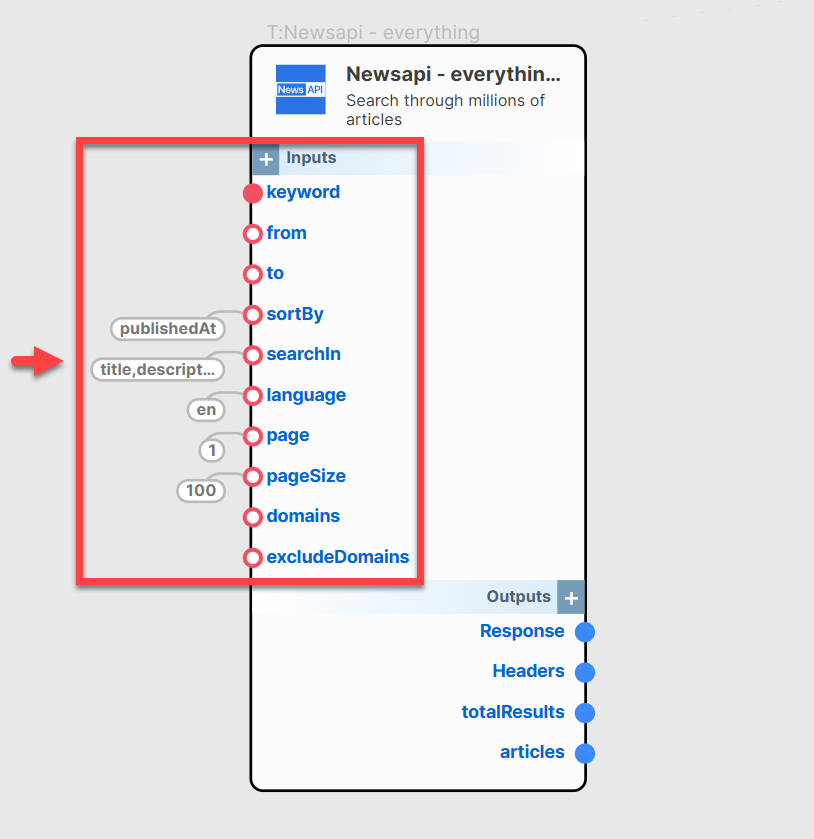 T:Newsapi - everything
News API
Newsapi - everythin...
Search through millions of
articles
+ Inputs
keyword
from
to
sortBy
publishedAt
searchIn
title,descript...
language
en
page
1
pageSize
100
domains
excludeDomains
Outputs +
Response
Headers
totalResults
articles